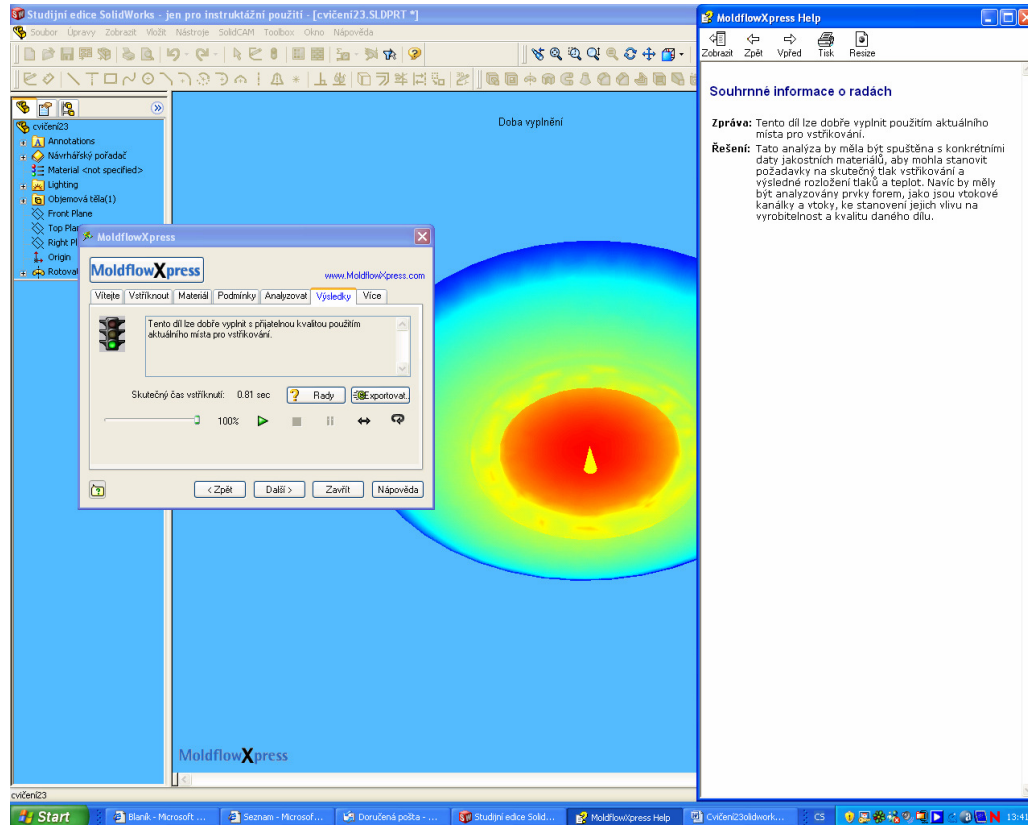 Studijní edice SolidWorks - jen pro instruktážní použití - [cvičení23.SLDPRT *]
Soubor Úpravy Zobrazit Vložit Nástroje SolidCAM Toolbox Okno Nápověda
cvičení23
Annotations
Návrhářský pořadač
Material <not specified>
Lighting
Objemová těla(1)
Front Plane
Top Plan
Right Pl
Origin
Rotoval
Doba vyplnění
MoldflowXpress
MoldflowXpress
www.MoldflowXpress.com
Vítejte Vstříknout Materiál Podmínky Analyzovat Výsledky Více
Tento díl lze dobře vyplnit s přijatelnou kvalitou použitím
aktuálního místa pro vstřikování.
Skutečný čas vstříknutí: 0.81 sec Rady Exportovat.
100%
< Zpět Další > Zavřít Nápověda
MoldflowXpress
cvičení23
MoldflowXpress Help
Zobrazit Zpět Vpřed Tisk Resize
Souhrnné informace o radách
Zpráva: Tento díl lze dobře vyplnit použitím aktuálního
místa pro vstřikování.
Řešení: Tato analýza by měla být spuštěna s konkrétními
daty jakostních materiálů, aby mohla stanovit
požadavky na skutečný tlak vstřikování a
výsledné rozložení tlaků a teplot. Navíc by měly
být analyzovány prvky forem, jako jsou vtokové
kanálky a vtoky, ke stanovení jejich vlivu na
vyrobitelnost a kvalitu daného dílu.
Start Blaník - Microsoft ... Seznam - Microsof... Doručená pošta - ... Studijní edice Solid... MoldflowXpress Help Cvičení23olidwork... CS 13:41